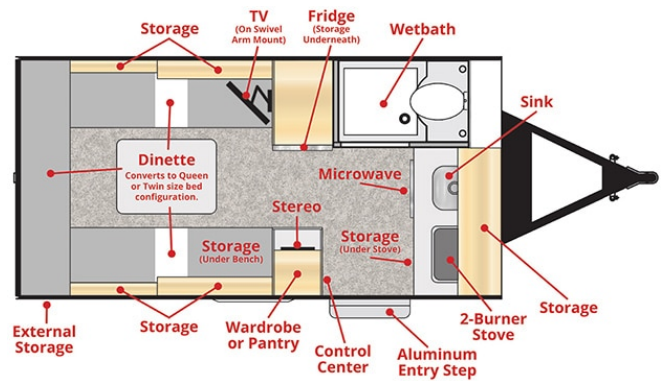 Storage
TV
(On Swivel
Arm Mount)
Fridge
(Storage
Underneath)
Wetbath
Sink
Dinette
Converts to Queen
or Twin size bed
configuration.
Microwave
Stereo
Storage
(Under Bench)
Storage
(Under Stove)
External
Storage
Storage
Wardrobe
or Pantry
Control
Center
Aluminum
Entry Step
2-Burner
Stove
Storage